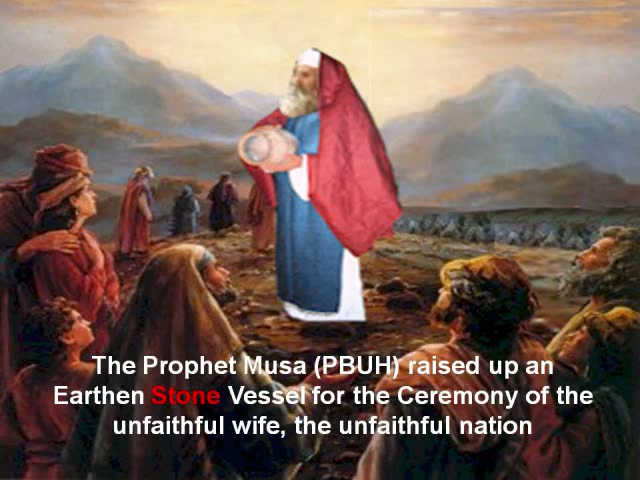 The Prophet Musa (PBUH) raised up an
Earthen Stone Vessel for the Ceremony of the
unfaithful wife, the unfaithful nation